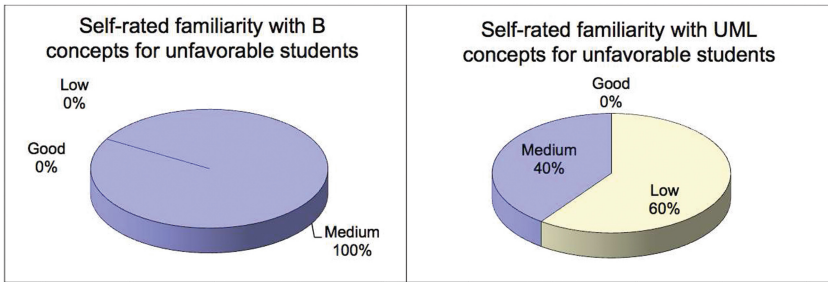 Self-rated familiarity with B
concepts for unfavorable students
Low
0%
Good
0%
Medium
100%
Self-rated familiarity with UML
concepts for unfavorable students
Good
0%
Medium
40%
Low
60%